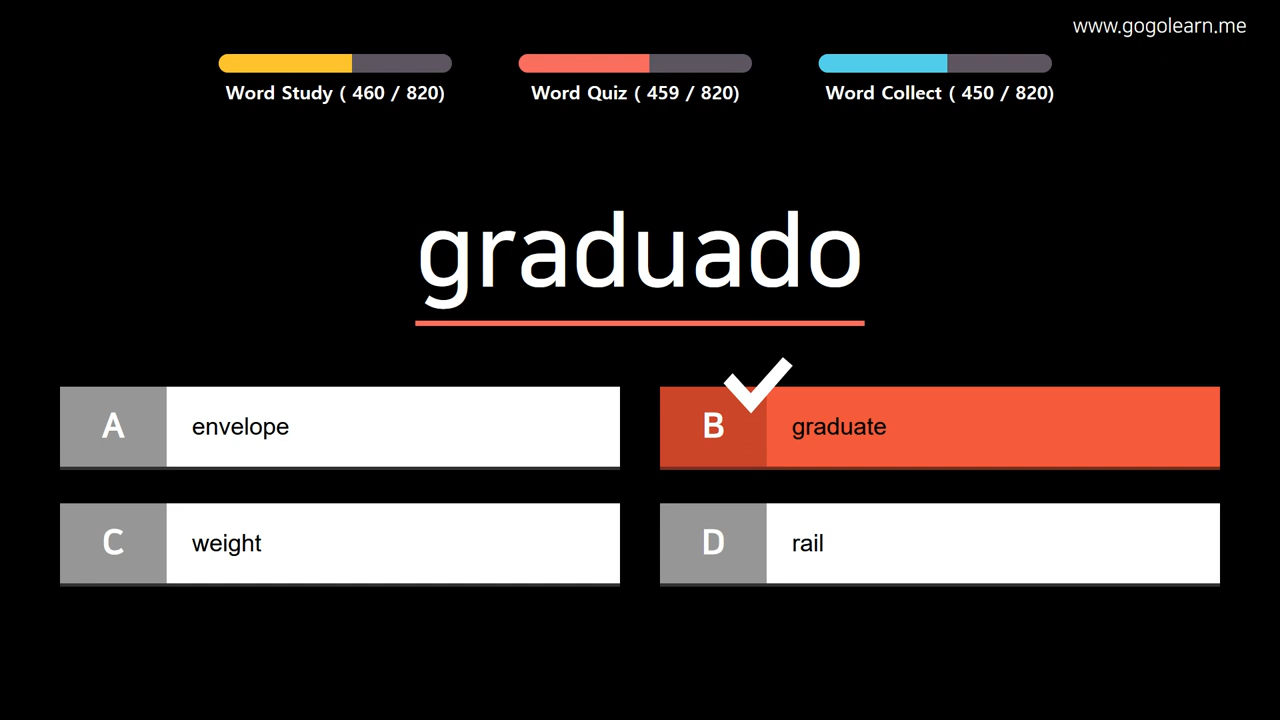 www.gogolearn.me
Word Study ( 460 / 820)
Word Quiz ( 459 / 820)
Word Collect ( 450 / 820)
graduado
A envelope
B graduate
C weight
D rail